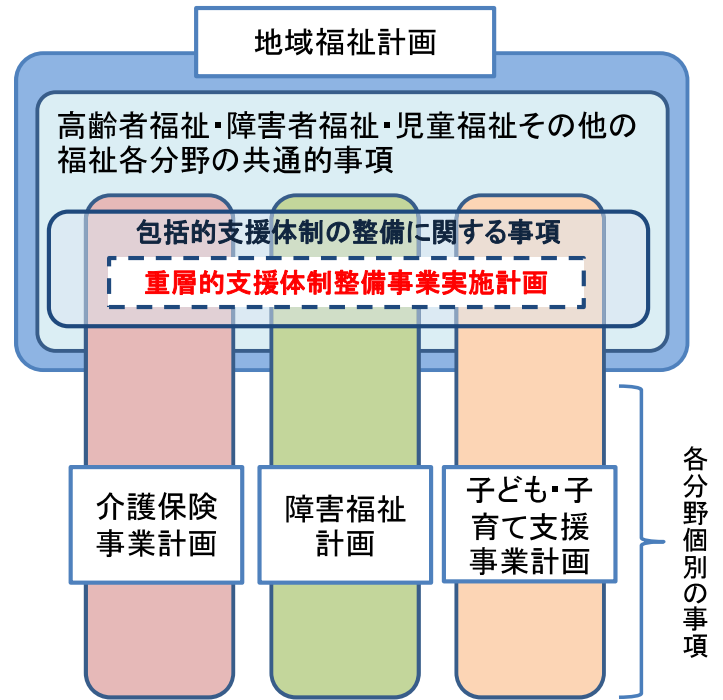 地域福祉計画
高齢者福祉・障害者福祉・児童福祉その他の
福祉各分野の共通的事項
包括的支援体制の整備に関する事項
重層的支援体制整備事業実施計画
介護保険
事業計画
障害福祉
計画
子ども・子
育て支援
事業計画
各分野個別の事項